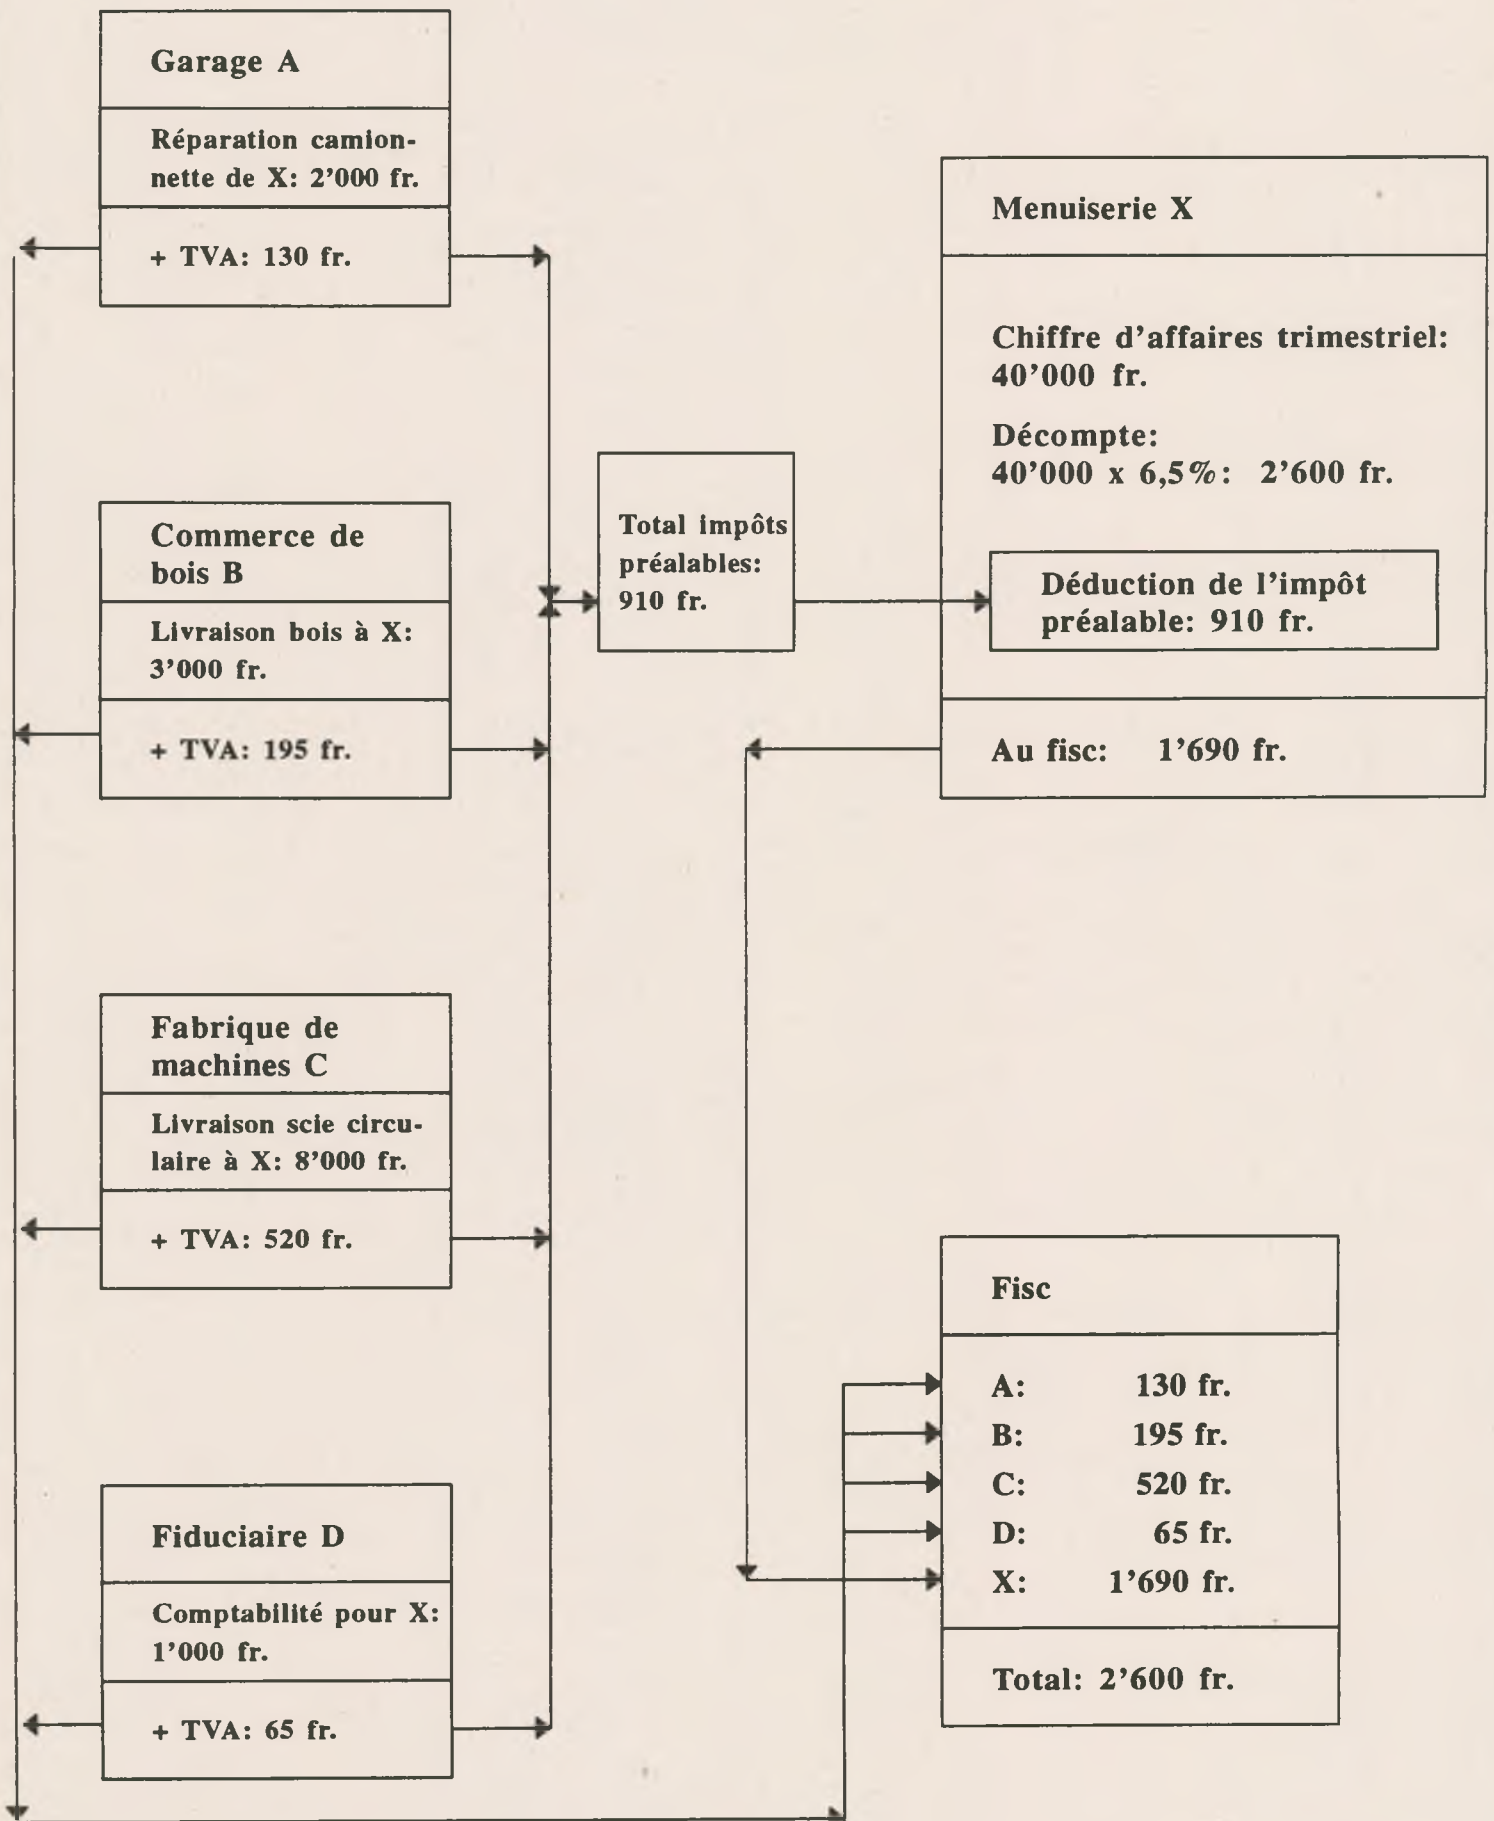 Garage A
Réparation camion-
nette de X: 2’000 fr.
+ TVA: 130 fr.
Commerce de
bois B
Livraison bois à X:
3’000 fr.
+ TVA: 195 fr.
Fabrique de
machines C
Livraison scie circu-
laire à X: 8’000 fr.
+ TVA: 520 fr.
Fiduciaire D
Comptabilité pour X:
1’000 fr.
+ TVA: 65 fr.
Total impôts
préalables:
910 fr.
Menuiserie X
Chiffre d’affaires trimestriel:
40’000 fr.
Décompte:
40’000 x 6,5%: 2’600 fr.
Déduction de l’impôt
préalable: 910 fr.
Au fisc: 1’690 fr.
Fisc
A: 130 fr.
B: 195 fr.
C: 520 fr.
D: 65 fr.
X: 1’690 fr.
Total: 2’600 fr.